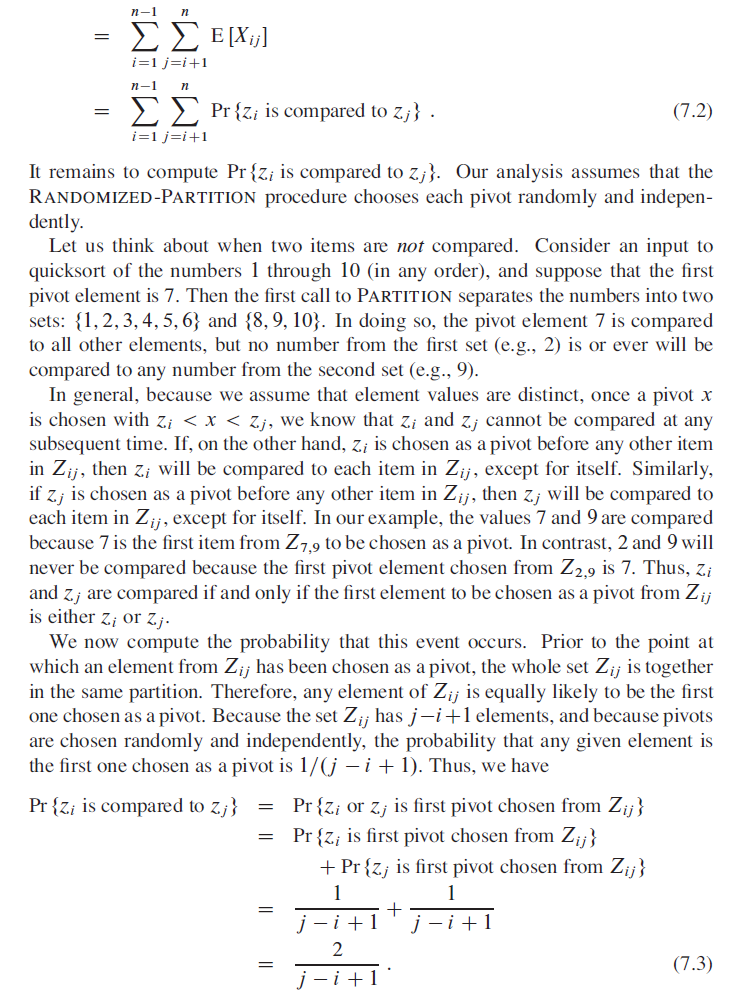 = \sum_{i=1}^{n-1} \sum_{j=i+1}^{n} E [X_{ij}]
= \sum_{i=1}^{n-1} \sum_{j=i+1}^{n} Pr {z_i is compared to z_j} . (7.2)
It remains to compute Pr {z_i is compared to z_j}. Our analysis assumes that the
RANDOMIZED-PARTITION procedure chooses each pivot randomly and indepen-
dently.
Let us think about when two items are not compared. Consider an input to
quicksort of the numbers 1 through 10 (in any order), and suppose that the first
pivot element is 7. Then the first call to PARTITION separates the numbers into two
sets: {1, 2, 3, 4, 5, 6} and {8, 9, 10}. In doing so, the pivot element 7 is compared
to all other elements, but no number from the first set (e.g., 2) is or ever will be
compared to any number from the second set (e.g., 9).
In general, because we assume that element values are distinct, once a pivot x
is chosen with z_i < x < z_j, we know that z_i and z_j cannot be compared at any
subsequent time. If, on the other hand, z_i is chosen as a pivot before any other item
in Z_{ij}, then z_i will be compared to each item in Z_{ij}, except for itself. Similarly,
if z_j is chosen as a pivot before any other item in Z_{ij}, then z_j will be compared to
each item in Z_{ij}, except for itself. In our example, the values 7 and 9 are compared
because 7 is the first item from Z_{7,9} to be chosen as a pivot. In contrast, 2 and 9 will
never be compared because the first pivot element chosen from Z_{2,9} is 7. Thus, z_i
and z_j are compared if and only if the first element to be chosen as a pivot from Z_{ij}
is either z_i or z_j.
We now compute the probability that this event occurs. Prior to the point at
which an element from Z_{ij} has been chosen as a pivot, the whole set Z_{ij} is together
in the same partition. Therefore, any element of Z_{ij} is equally likely to be the first
one chosen as a pivot. Because the set Z_{ij} has j−i+1 elements, and because pivots
are chosen randomly and independently, the probability that any given element is
the first one chosen as a pivot is 1/(j − i + 1). Thus, we have
Pr {z_i is compared to z_j} = Pr {z_i or z_j is first pivot chosen from Z_{ij}}
= Pr {z_i is first pivot chosen from Z_{ij}}
+ Pr {z_j is first pivot chosen from Z_{ij}}
= \frac{1}{j − i + 1} + \frac{1}{j − i + 1}
= \frac{2}{j − i + 1} . (7.3)